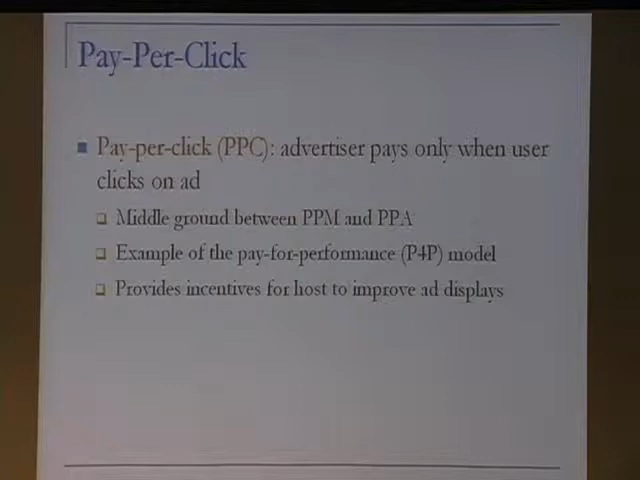 Pay-Per-Click
Pay-per-click (PPC): advertiser pays only when user
clicks on ad
Middle ground between PPM and PPA
Example of the pay-for-performance (P4P) model
Provides incentives for host to improve ad displays